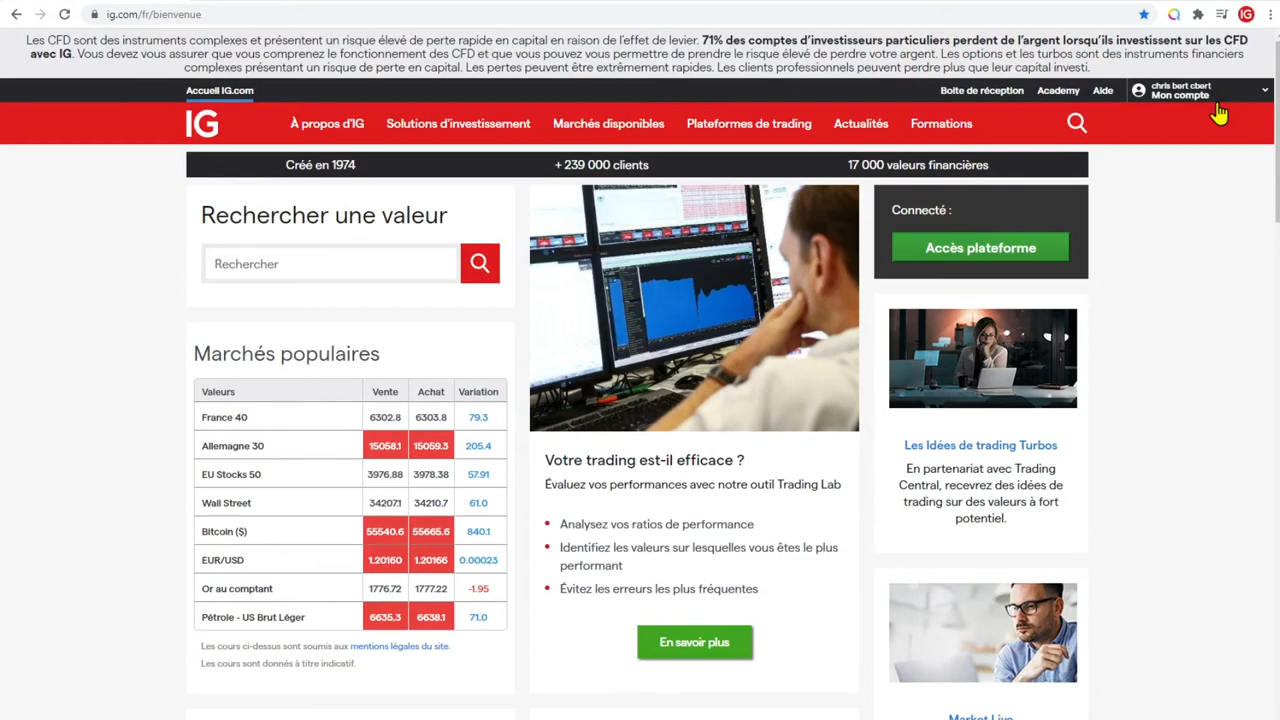 ig.com/fr/bienvenue
IG
Les CFD sont des instruments complexes et présentent un risque élevé de perte rapide en capital en raison de l'effet de levier. 71% des comptes d'investisseurs particuliers perdent de l'argent lorsqu'ils investissent sur les CFD
avec IG. Vous devez vous assurer que vous comprenez le fonctionnement des CFD et que vous pouvez vous permettre de prendre le risque élevé de perdre votre argent. Les options et les turbos sont des instruments financiers
complexes présentant un risque de perte en capital. Les pertes peuvent être extrêmement rapides. Les clients professionnels peuvent perdre plus que leur capital investi.
Accueil IG.com
Boîte de réception
Academy
Aide
chris bert cbert
Mon compte
IG
À propos d'IG
Solutions d'investissement
Marchés disponibles
Plateformes de trading
Actualités
Formations
Créé en 1974
+ 239 000 clients
17 000 valeurs financières
Rechercher une valeur
Rechercher
Marchés populaires
Valeurs Vente Achat Variation
France 40 6302.8 6303.8 79.3
Allemagne 30 15058.1 15059.3 205.4
EU Stocks 50 3976.88 3978.38 57.91
Wall Street 34207.1 34210.7 61.0
Bitcoin ($) 55540.6 55665.6 840.1
EUR/USD 1.20160 1.20166 0.00023
Or au comptant 1776.72 1777.22 -1.95
Pétrole - US Brut Léger 6635.3 6638.1 71.0
Les cours ci-dessus sont soumis aux mentions légales du site.
Les cours sont donnés à titre indicatif.
Votre trading est-il efficace ?
Évaluez vos performances avec notre outil Trading Lab
Analysez vos ratios de performance
Identifiez les valeurs sur lesquelles vous êtes le plus
performant
Évitez les erreurs les plus fréquentes
En savoir plus
Connecté :
Accès plateforme
Les Idées de trading Turbos
En partenariat avec Trading
Central, recevrez des idées de
trading sur des valeurs à fort
potentiel.
Market Live